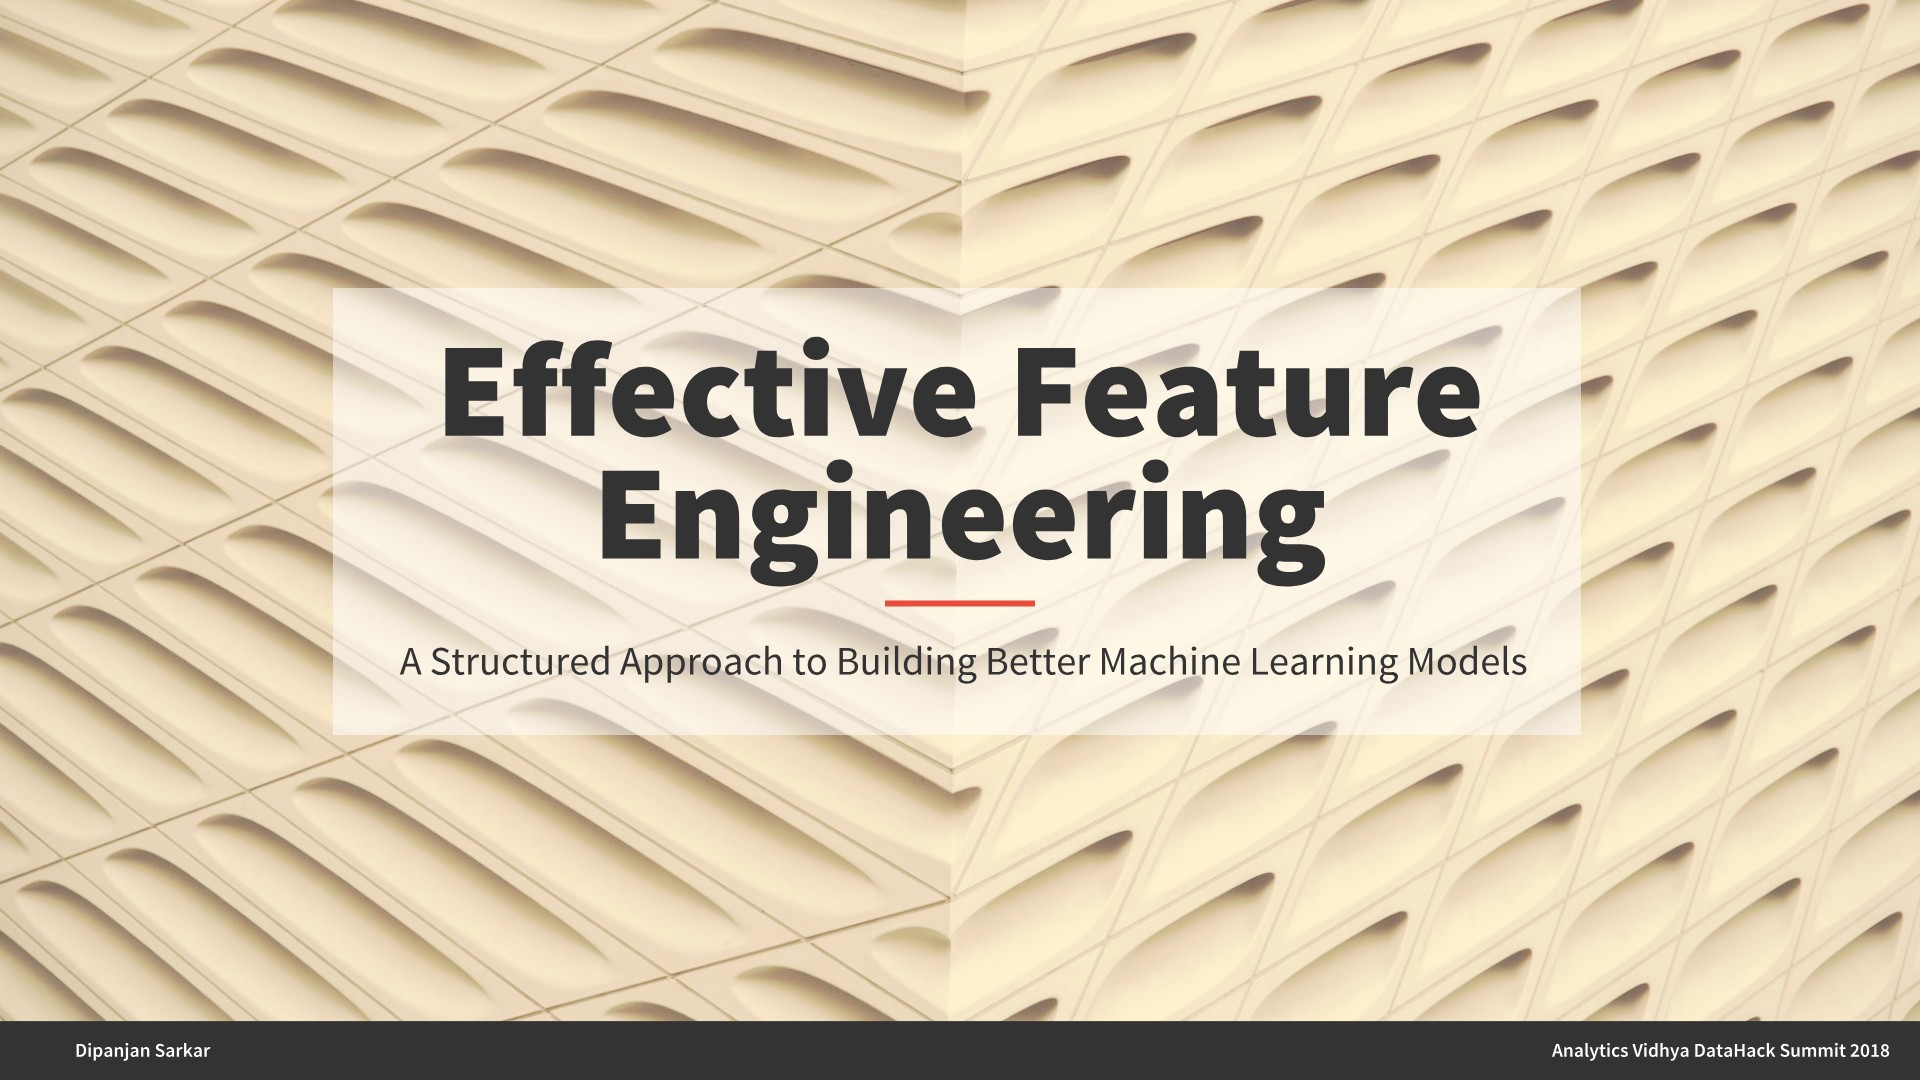 Effective Feature
Engineering
A Structured Approach to Building Better Machine Learning Models
Dipanjan Sarkar
Analytics Vidhya DataHack Summit 2018